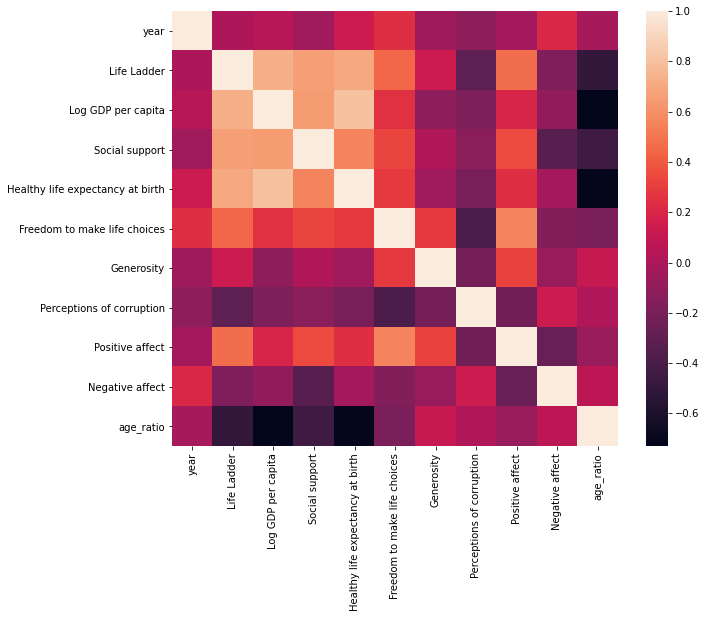 year
Life Ladder
Log GDP per capita
Social support
Healthy life expectancy at birth
Freedom to make life choices
Generosity
Perceptions of corruption
Positive affect
Negative affect
age_ratio
year
Life Ladder
Log GDP per capita
Social support
Healthy life expectancy at birth
Freedom to make life choices
Generosity
Perceptions of corruption
Positive affect
Negative affect
age_ratio
1.0
0.8
0.6
0.4
0.2
0.0
−0.2
−0.4
−0.6